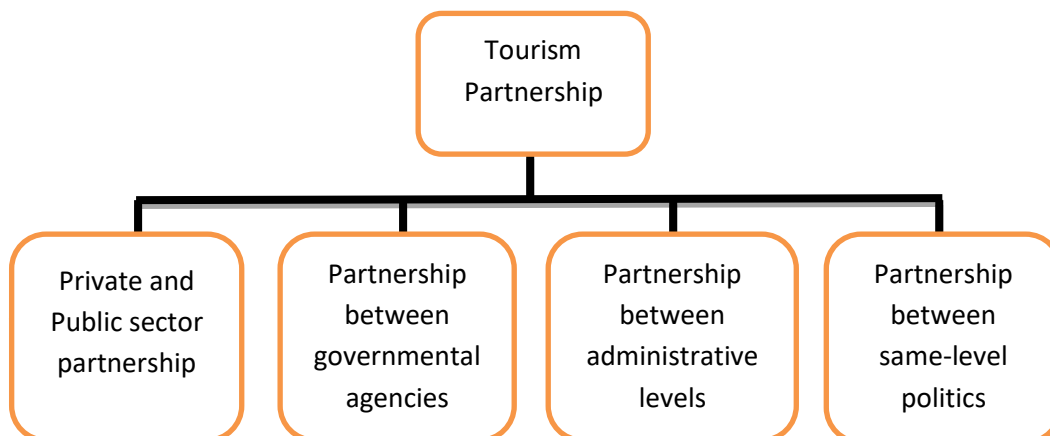 Tourism
Partnership
Private and
Public sector
partnership
Partnership
between
governmental
agencies
Partnership
between
administrative
levels
Partnership
between
same-level
politics